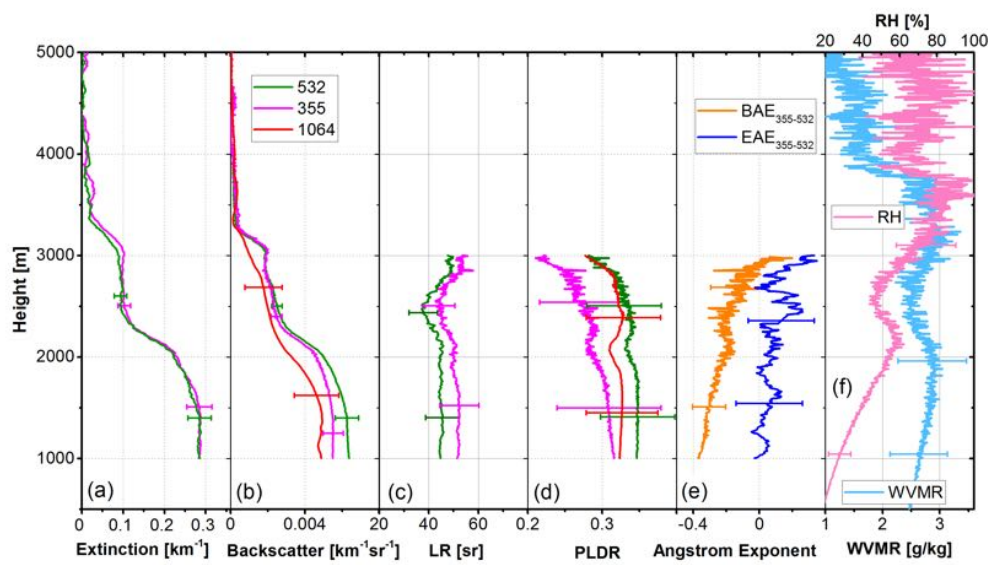 RH [%]
20 40 60 80 100
5000
4000
3000
2000
1000
Height [m]
532
355
1064
BAE355-532
EAE355-532
RH
WVMR
(a) (b) (c) (d) (e) (f)
0 0.1 0.2 0.3 0 0.004 20 40 60 0.2 0.3 -0.4 0 1 2 3
Extinction [km-1] Backscatter [km-1sr-1] LR [sr] PLDR Angstrom Exponent WVMR [g/kg]